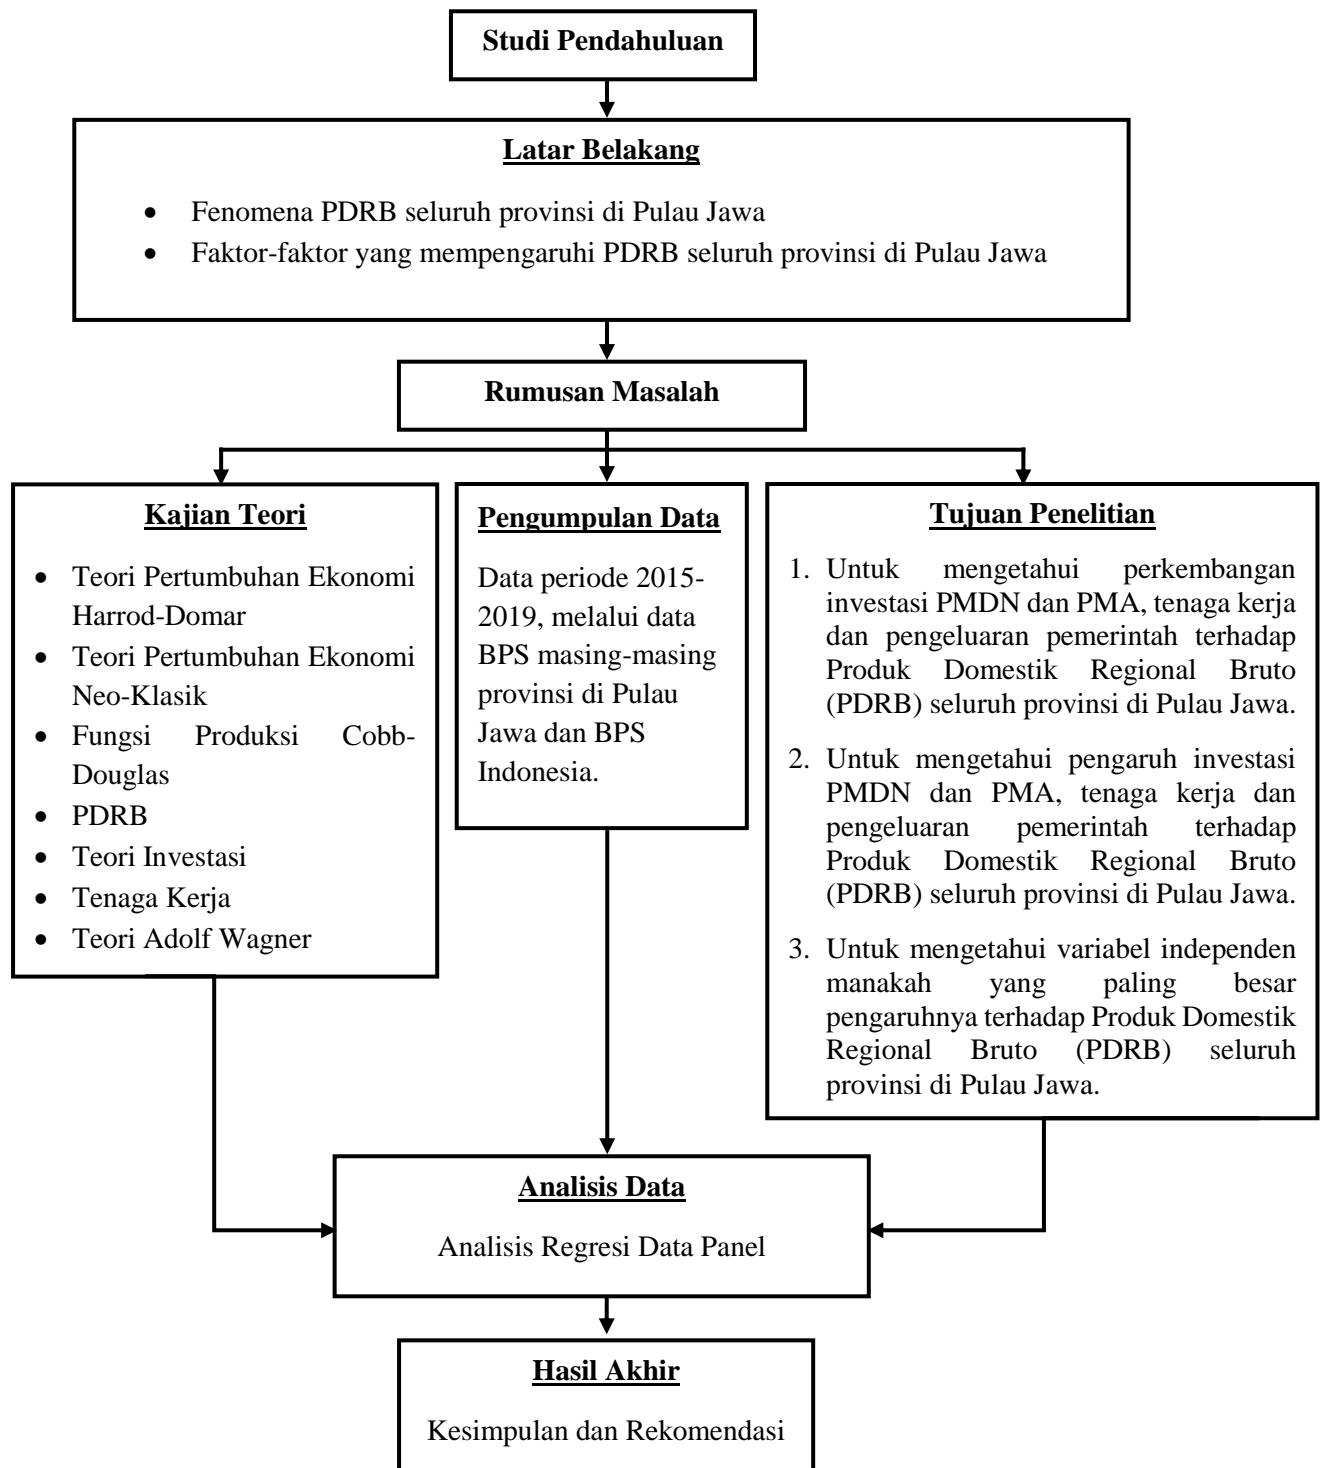 Studi Pendahuluan
Latar Belakang
• Fenomena PDRB seluruh provinsi di Pulau Jawa
• Faktor-faktor yang mempengaruhi PDRB seluruh provinsi di Pulau Jawa
Rumusan Masalah
Kajian Teori
• Teori Pertumbuhan Ekonomi
Harrod-Domar
• Teori Pertumbuhan Ekonomi
Neo-Klasik
• Fungsi Produksi Cobb-
Douglas
• PDRB
• Teori Investasi
• Tenaga Kerja
• Teori Adolf Wagner
Pengumpulan Data
Data periode 2015-
2019, melalui data
BPS masing-masing
provinsi di Pulau
Jawa dan BPS
Indonesia.
Tujuan Penelitian
1. Untuk mengetahui perkembangan
investasi PMDN dan PMA, tenaga kerja
dan pengeluaran pemerintah terhadap
Produk Domestik Regional Bruto
(PDRB) seluruh provinsi di Pulau Jawa.
2. Untuk mengetahui pengaruh investasi
PMDN dan PMA, tenaga kerja dan
pengeluaran pemerintah terhadap
Produk Domestik Regional Bruto
(PDRB) seluruh provinsi di Pulau Jawa.
3. Untuk mengetahui variabel independen
manakah yang paling besar
pengaruhnya terhadap Produk Domestik
Regional Bruto (PDRB) seluruh
provinsi di Pulau Jawa.
Analisis Data
Analisis Regresi Data Panel
Hasil Akhir
Kesimpulan dan Rekomendasi